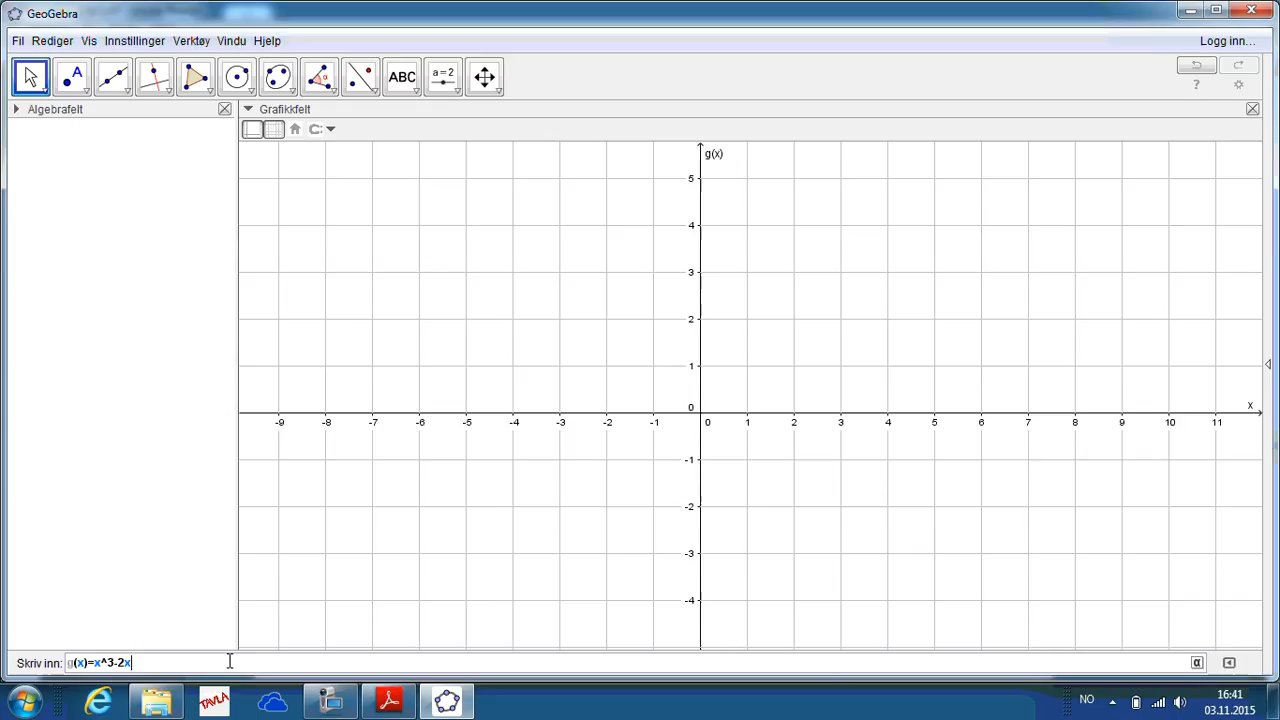 GeoGebra
Fil Rediger Vis Innstillinger Verktøy Vindu Hjelp Logg inn...
A α ABC a=2 ?
Algebrafelt Grafikkfelt
g(x)
5
4
3
2
1
0 x
-9 -8 -7 -6 -5 -4 -3 -2 -1 0 1 2 3 4 5 6 7 8 9 10 11
-1
-2
-3
-4
Skriv inn: g(x)=x^3-2x α
TAVLA NO 16:41
03.11.2015